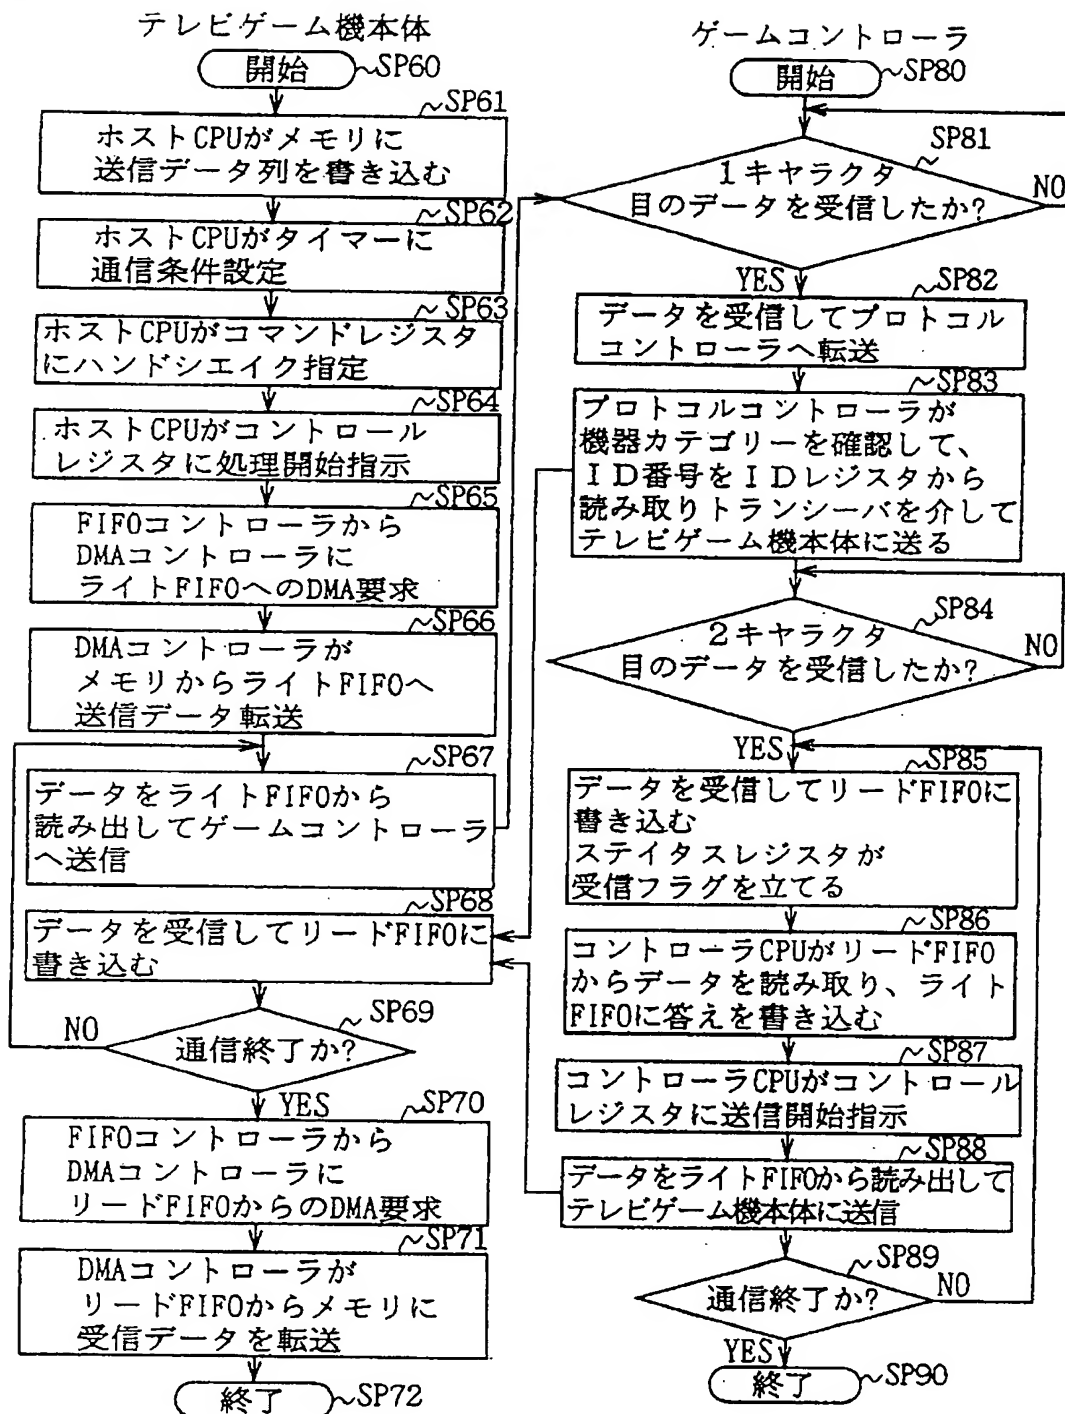 テレビゲーム機本体
開始
SP60
SP61
ホストCPUがメモリに
送信データ列を書き込む
SP62
ホストCPUがタイマーに
通信条件設定
SP63
ホストCPUがコマンドレジスタ
にハンドシエイク指定
SP64
ホストCPUがコントロール
レジスタに処理開始指示
SP65
FIFOコントローラから
DMAコントローラに
ライトFIFOへのDMA要求
SP66
DMAコントローラが
メモリからライトFIFOへ
送信データ転送
SP67
データをライトFIFOから
読み出してゲームコントローラ
へ送信
SP68
データを受信してリードFIFOに
書き込む
SP69
通信終了か?
NO
YES
SP70
FIFOコントローラから
DMAコントローラに
リードFIFOからのDMA要求
SP71
DMAコントローラが
リードFIFOからメモリに
受信データを転送
終了
SP72
ゲームコントローラ
開始
SP80
SP81
1キャラクタ
目のデータを受信したか?
NO
YES
SP82
データを受信してプロトコル
コントローラへ転送
SP83
プロトコルコントローラが
機器カテゴリーを確認して、
ID番号をIDレジスタから
読み取りトランシーバを介して
テレビゲーム機本体に送る
SP84
2キャラクタ
目のデータを受信したか?
NO
YES
SP85
データを受信してリードFIFOに
書き込む
ステイタスレジスタが
受信フラグを立てる
SP86
コントローラCPUがリードFIFO
からデータを読み取り、ライト
FIFOに答えを書き込む
SP87
コントローラCPUがコントロール
レジスタに送信開始指示
SP88
データをライトFIFOから読み出して
テレビゲーム機本体に送信
SP89
通信終了か?
NO
YES
終了
SP90